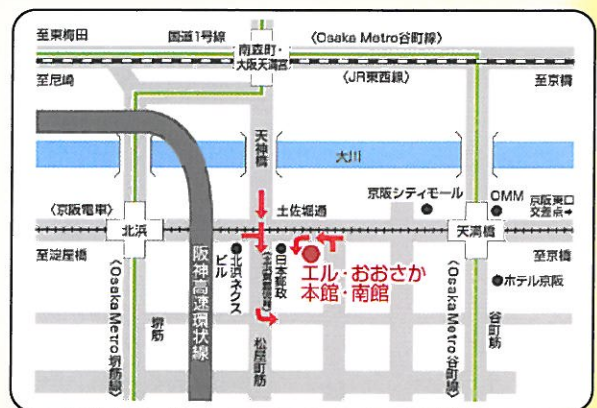 至東梅田
国道1号線
〈Osaka Metro谷町線〉
南森町・
大阪天満宮
至尼崎
〈JR東西線〉
至京橋
天神橋
大川
京阪シティモール
OMM
京阪東口
交差点→
〈京阪電車〉
北浜
土佐堀通
天満橋
至淀屋橋
至京橋
北浜ネクス
ビル
日本郵政
エル・おおさか
本館・南館
ホテル京阪
阪神高速環状線
〈Osaka Metro堺筋線〉
堺筋
松屋町筋
〈Osaka Metro谷町線〉
谷町筋